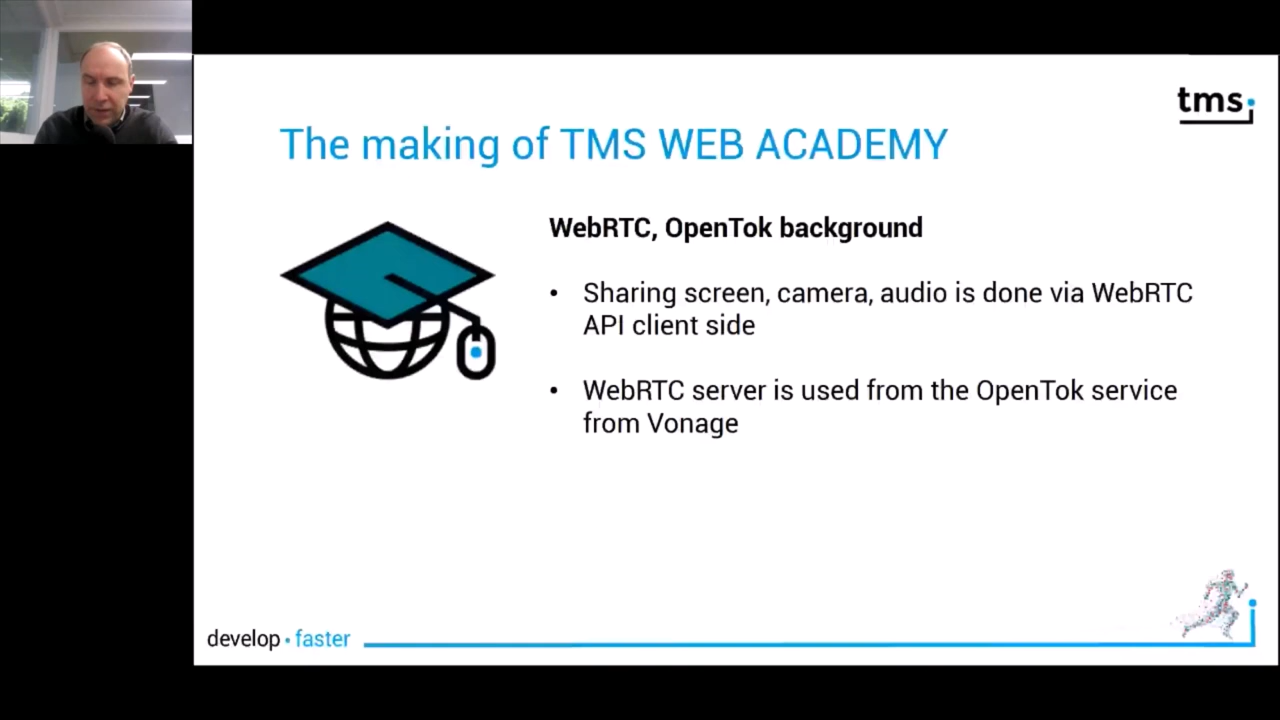 tms
The making of TMS WEB ACADEMY
WebRTC, OpenTok background
• Sharing screen, camera, audio is done via WebRTC
API client side
• WebRTC server is used from the OpenTok service
from Vonage
develop · faster